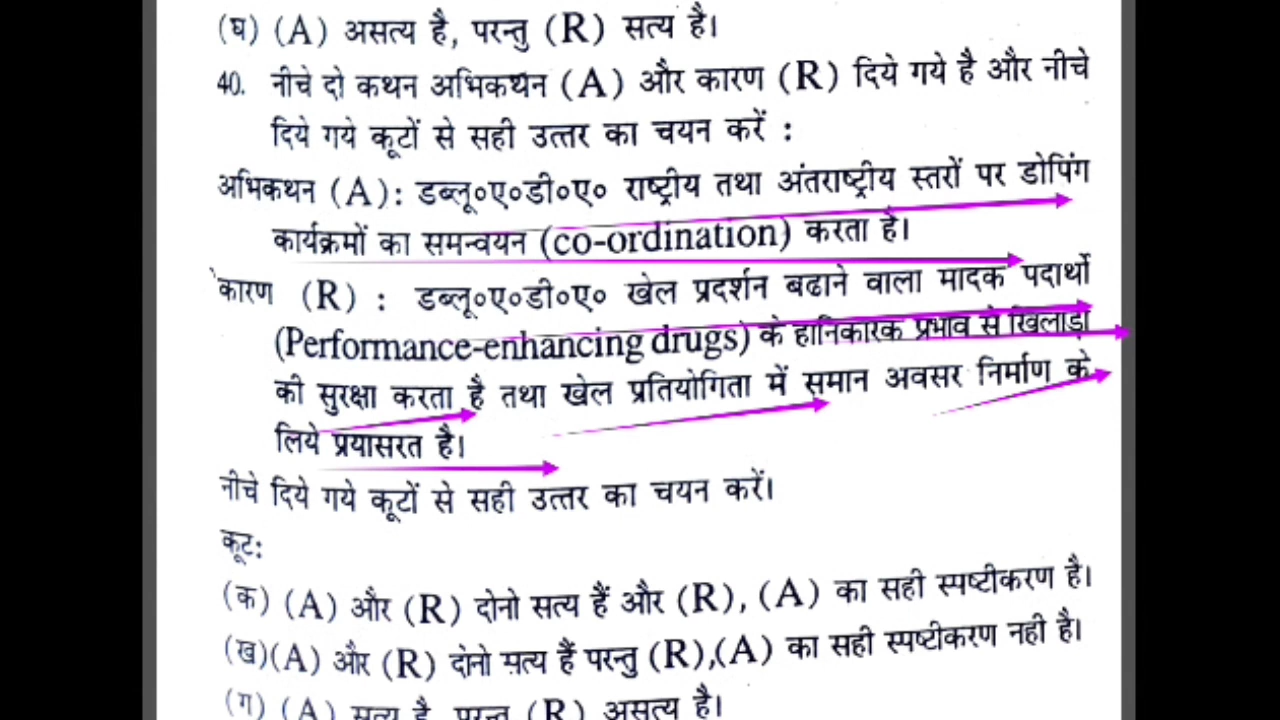 (घ) (A) असत्य है, परन्तु (R) सत्य है।
40. नीचे दो कथन अभिकथन (A) और कारण (R) दिये गये है और नीचे
दिये गये कूटों से सही उत्तर का चयन करें :
अभिकथन (A): डब्लू०ए०डी०ए० राष्ट्रीय तथा अंतराष्ट्रीय स्तरों पर डोपिंग
कार्यक्रमों का समन्वयन (co-ordination) करता है।
कारण (R) : डब्लू०ए०डी०ए० खेल प्रदर्शन बढाने वाला मादक पदार्थो
(Performance-enhancing drugs) के हानिकारक प्रभाव से खिलाडी
की सुरक्षा करता है तथा खेल प्रतियोगिता में समान अवसर निर्माण के
लिये प्रयासरत है।
नीचे दिये गये कूटों से सही उत्तर का चयन करें।
कूट:
(क) (A) और (R) दोनो सत्य हैं और (R), (A) का सही स्पष्टीकरण है।
(ख)(A) और (R) दोनो सत्य हैं परन्तु (R),(A) का सही स्पष्टीकरण नही है।
(ग) (A) सत्य है, परन्तु (R) असत्य है।